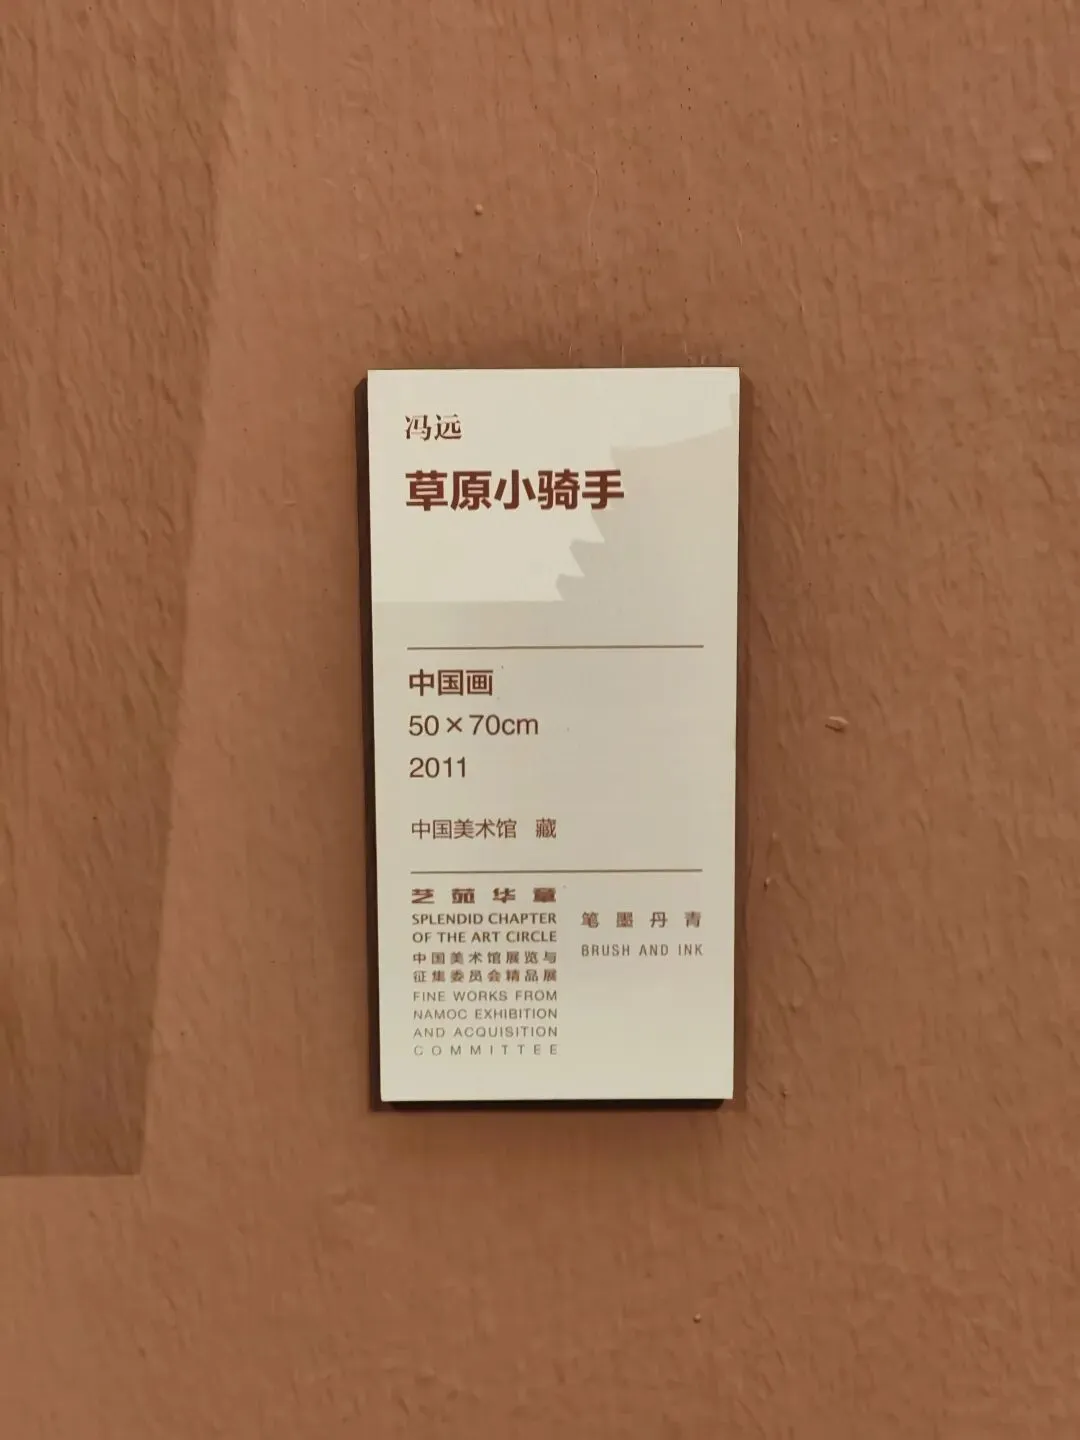 冯远
草原小骑手
中国画
50×70cm
2011
中国美术馆 藏
艺苑华章
SPLENDID CHAPTER
OF THE ART CIRCLE
中国美术馆展览与
征集委员会精品展
FINE WORKS FROM
NAMOC EXHIBITION
AND ACQUISITION
COMMITTEE
笔墨丹青
BRUSH AND INK